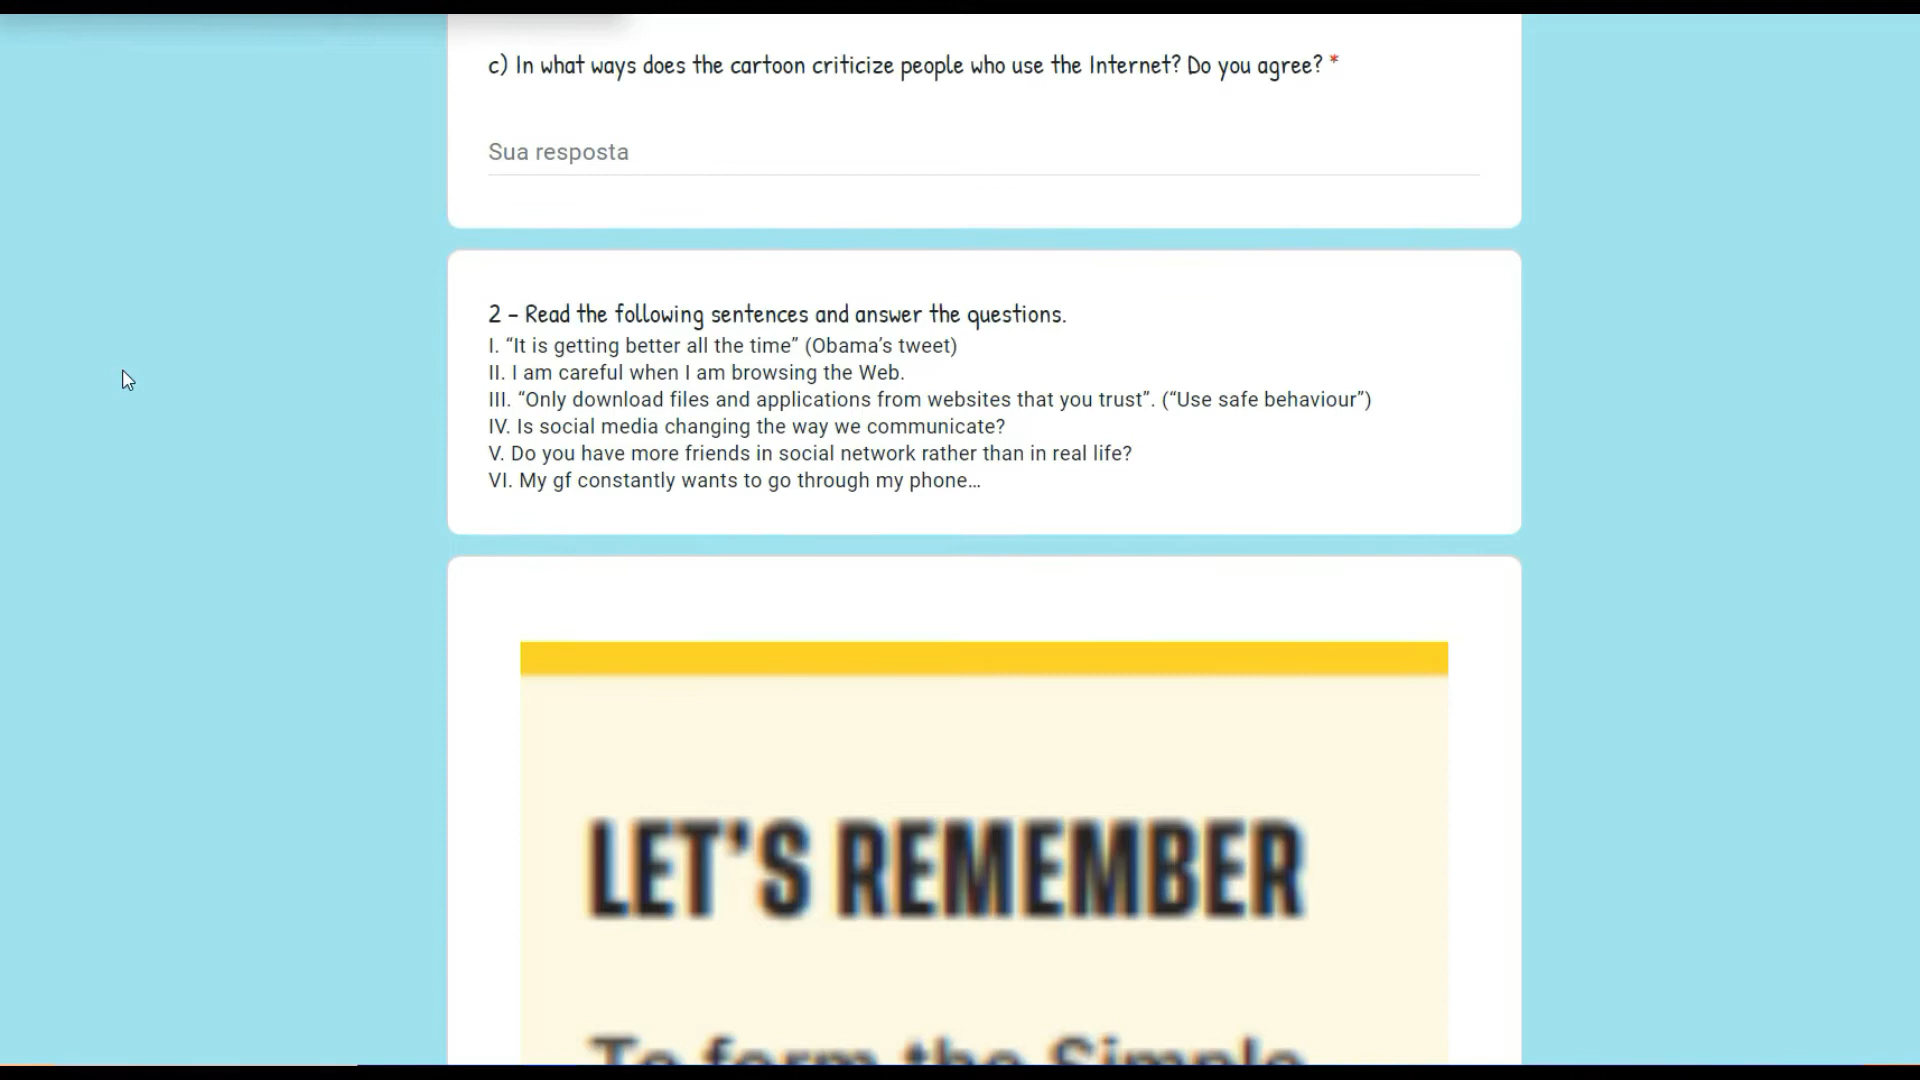 c) In what ways does the cartoon criticize people who use the Internet? Do you agree? *
Sua resposta
2 – Read the following sentences and answer the questions.
I. “It is getting better all the time” (Obama’s tweet)
II. I am careful when I am browsing the Web.
III. “Only download files and applications from websites that you trust”. (“Use safe behaviour”)
IV. Is social media changing the way we communicate?
V. Do you have more friends in social network rather than in real life?
VI. My gf constantly wants to go through my phone…
LET'S REMEMBER
To form the Simple